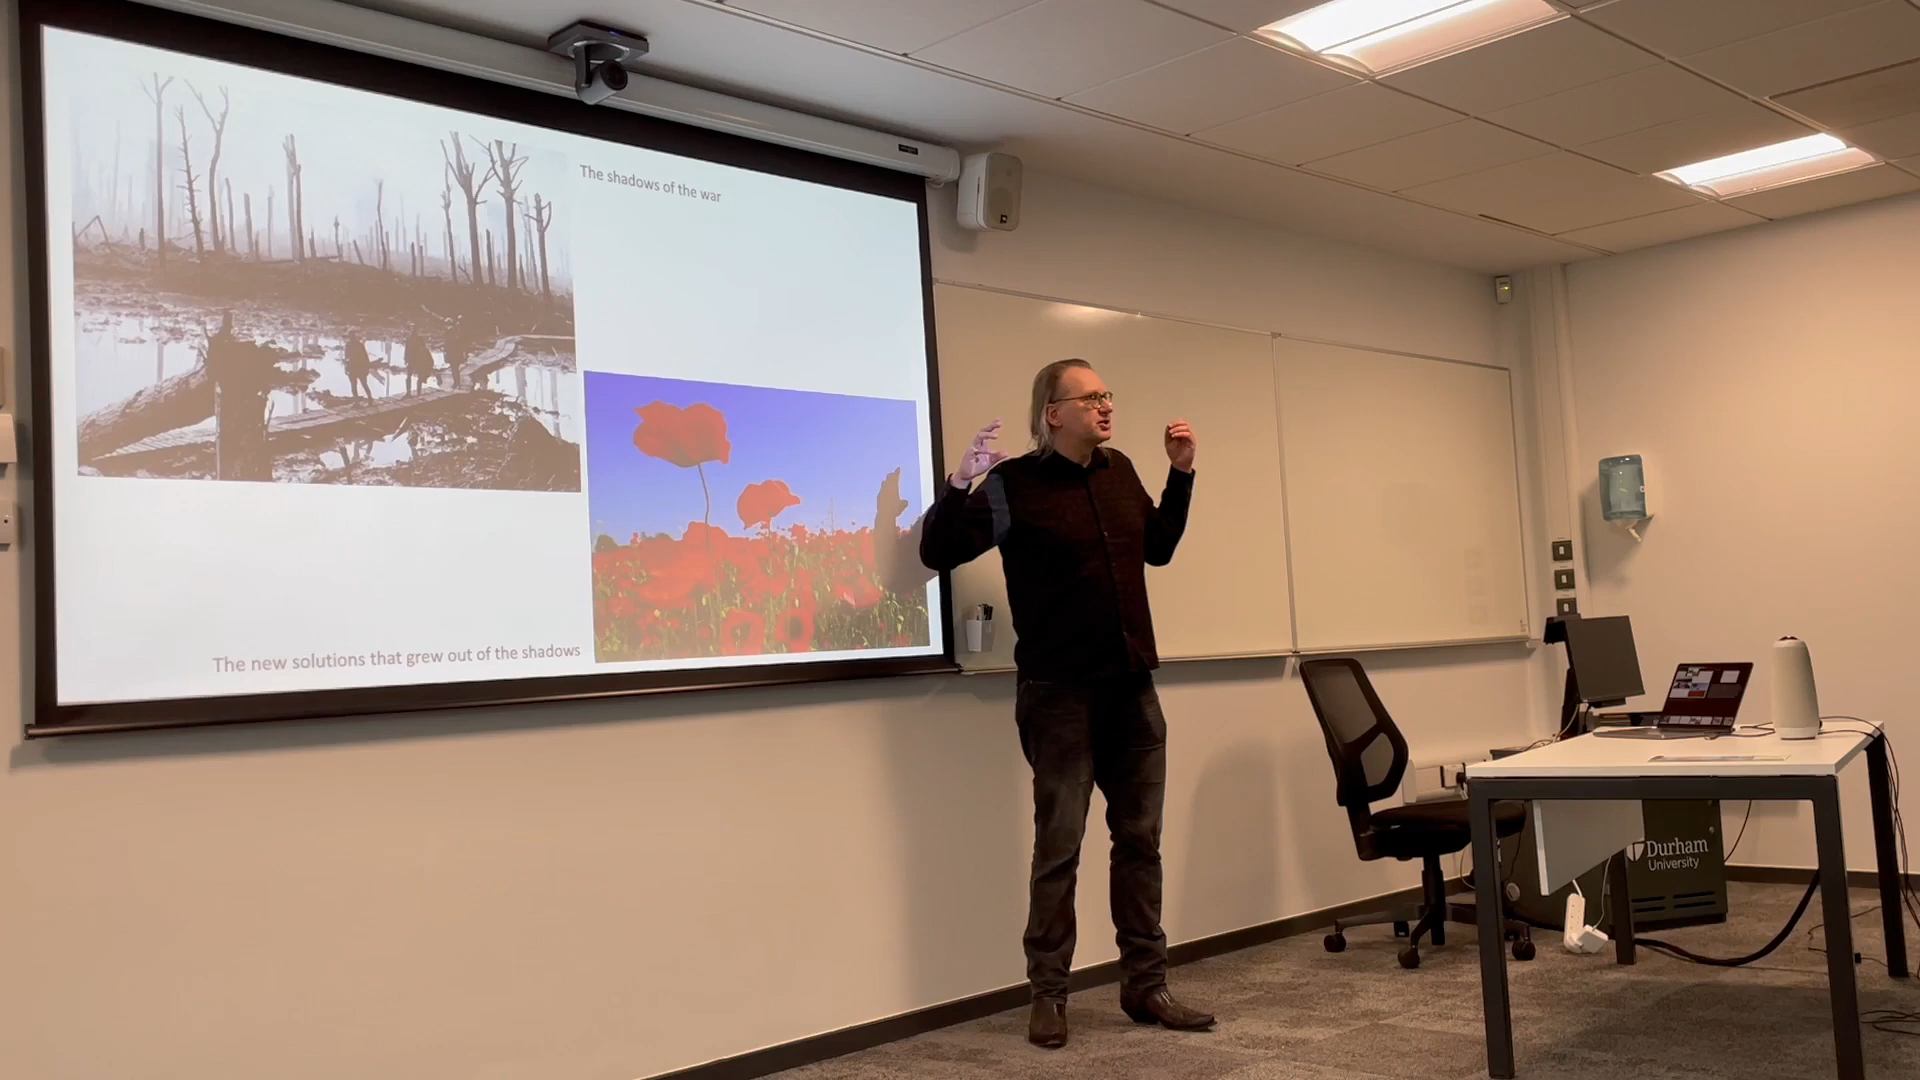 The shadows of the war
The new solutions that grew out of the shadows
Durham
University